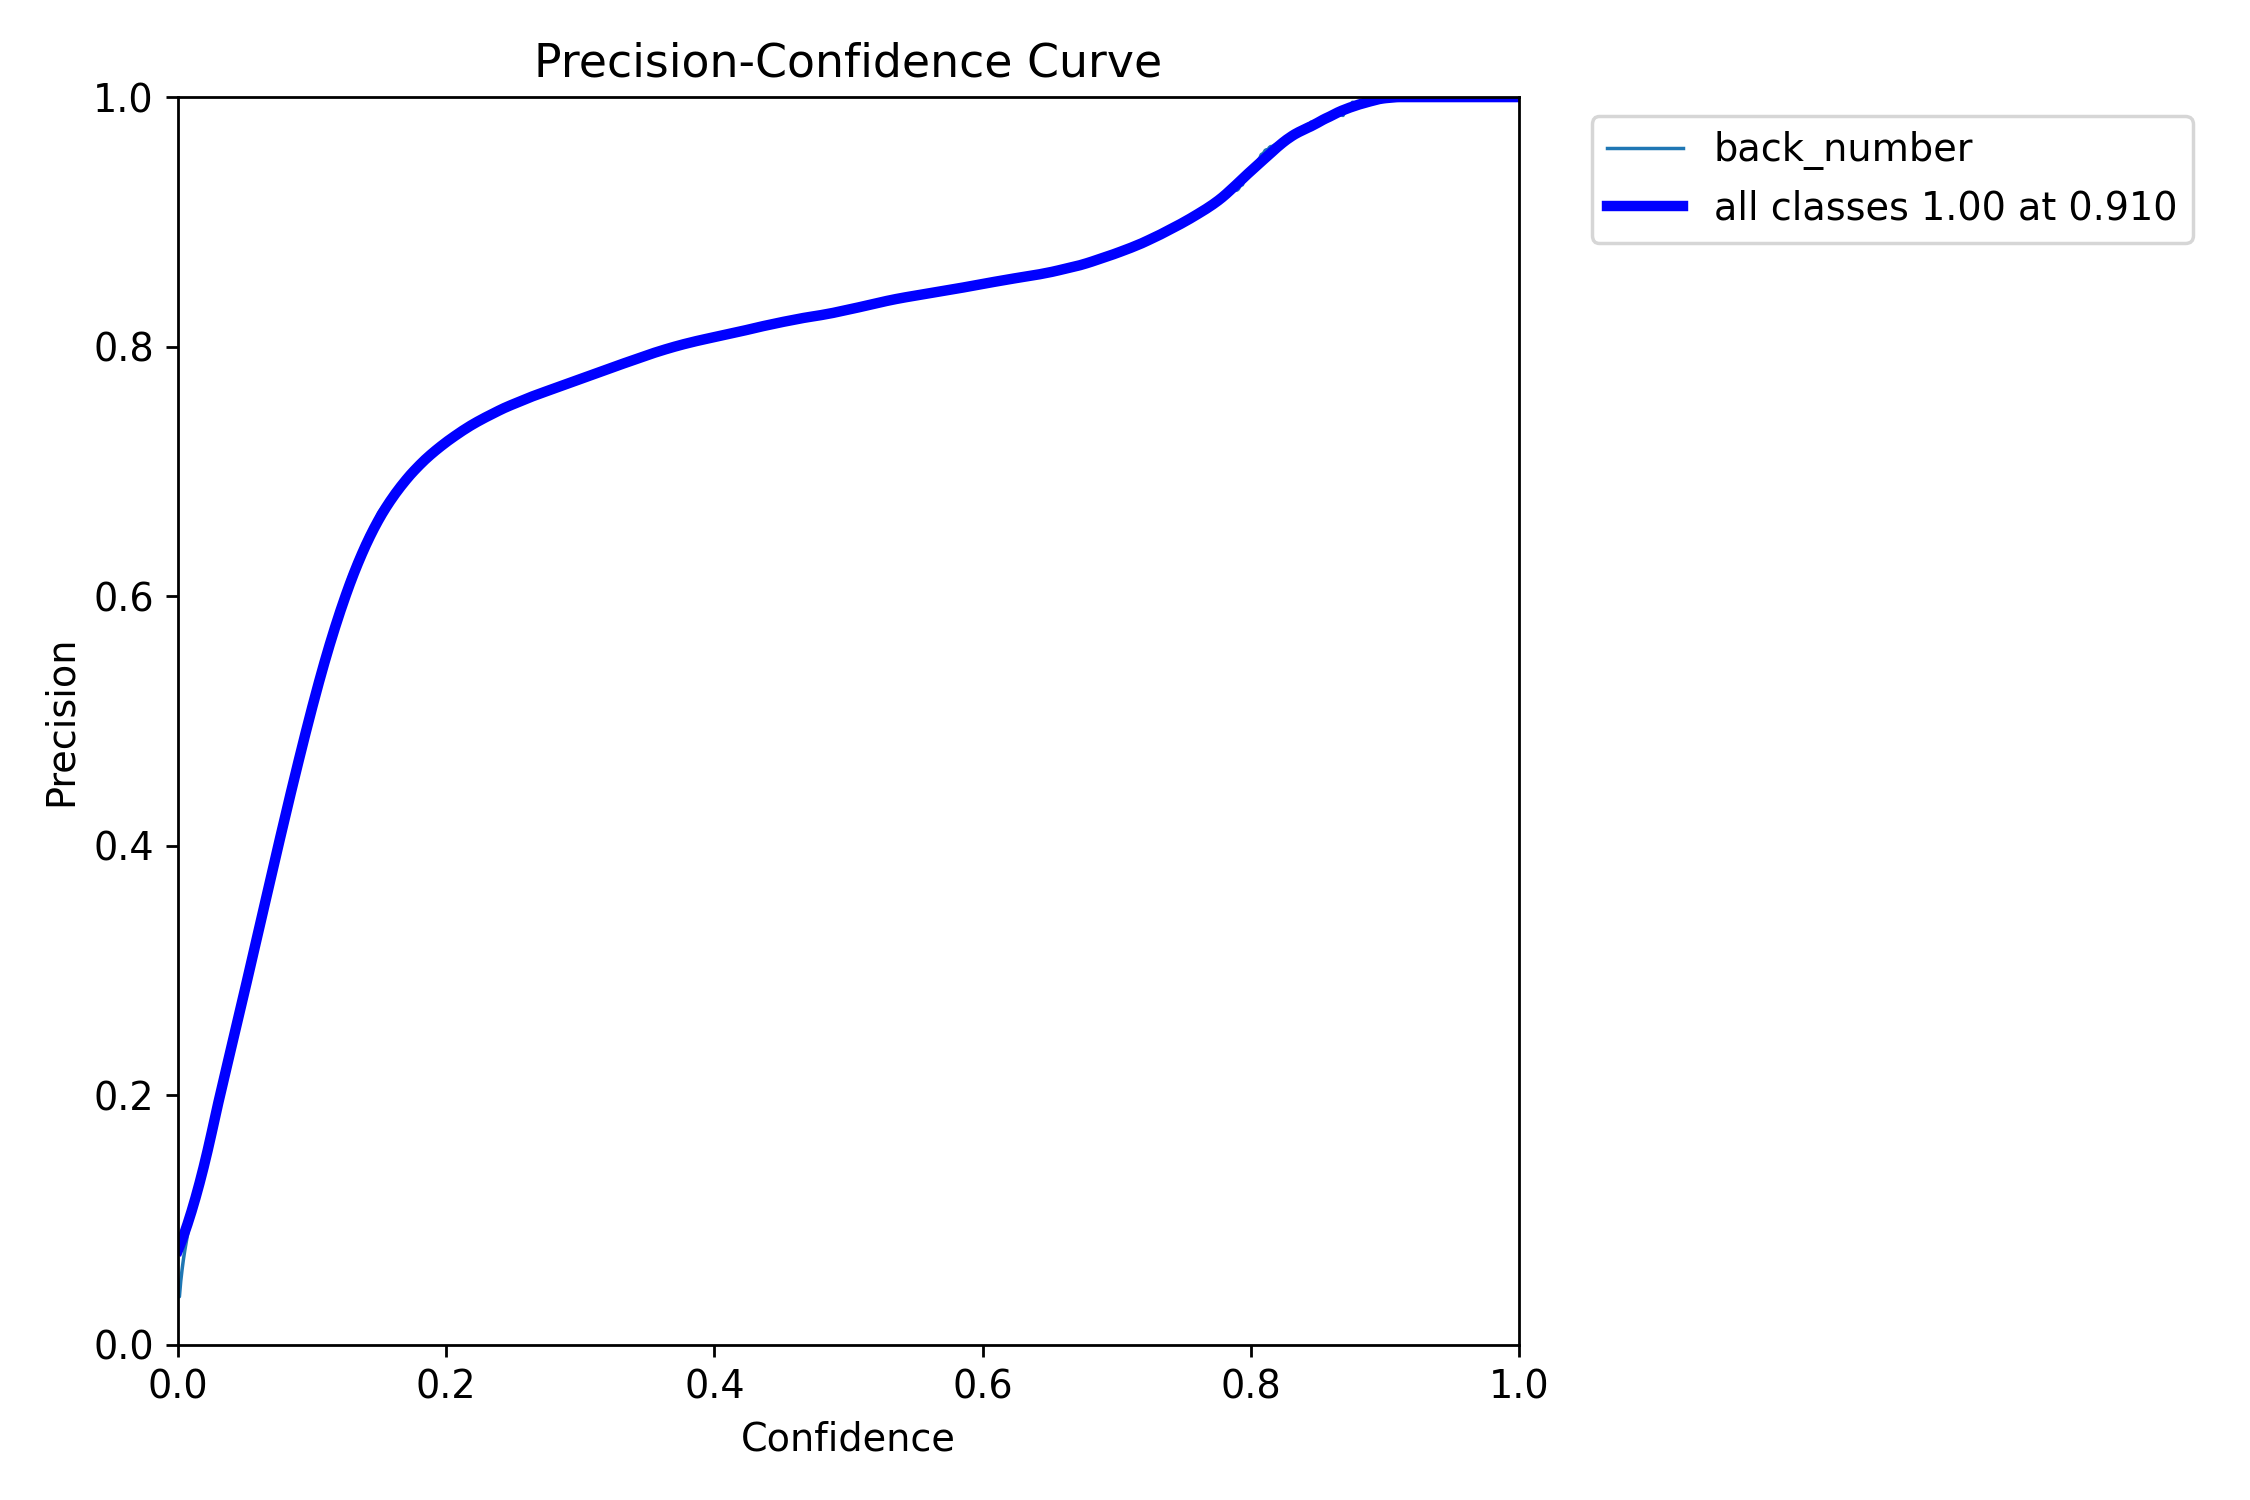 Precision-Confidence Curve
1.0
0.8
0.6
0.4
0.2
0.0
Precision
0.0 0.2 0.4 0.6 0.8 1.0
Confidence
back_number
all classes 1.00 at 0.910